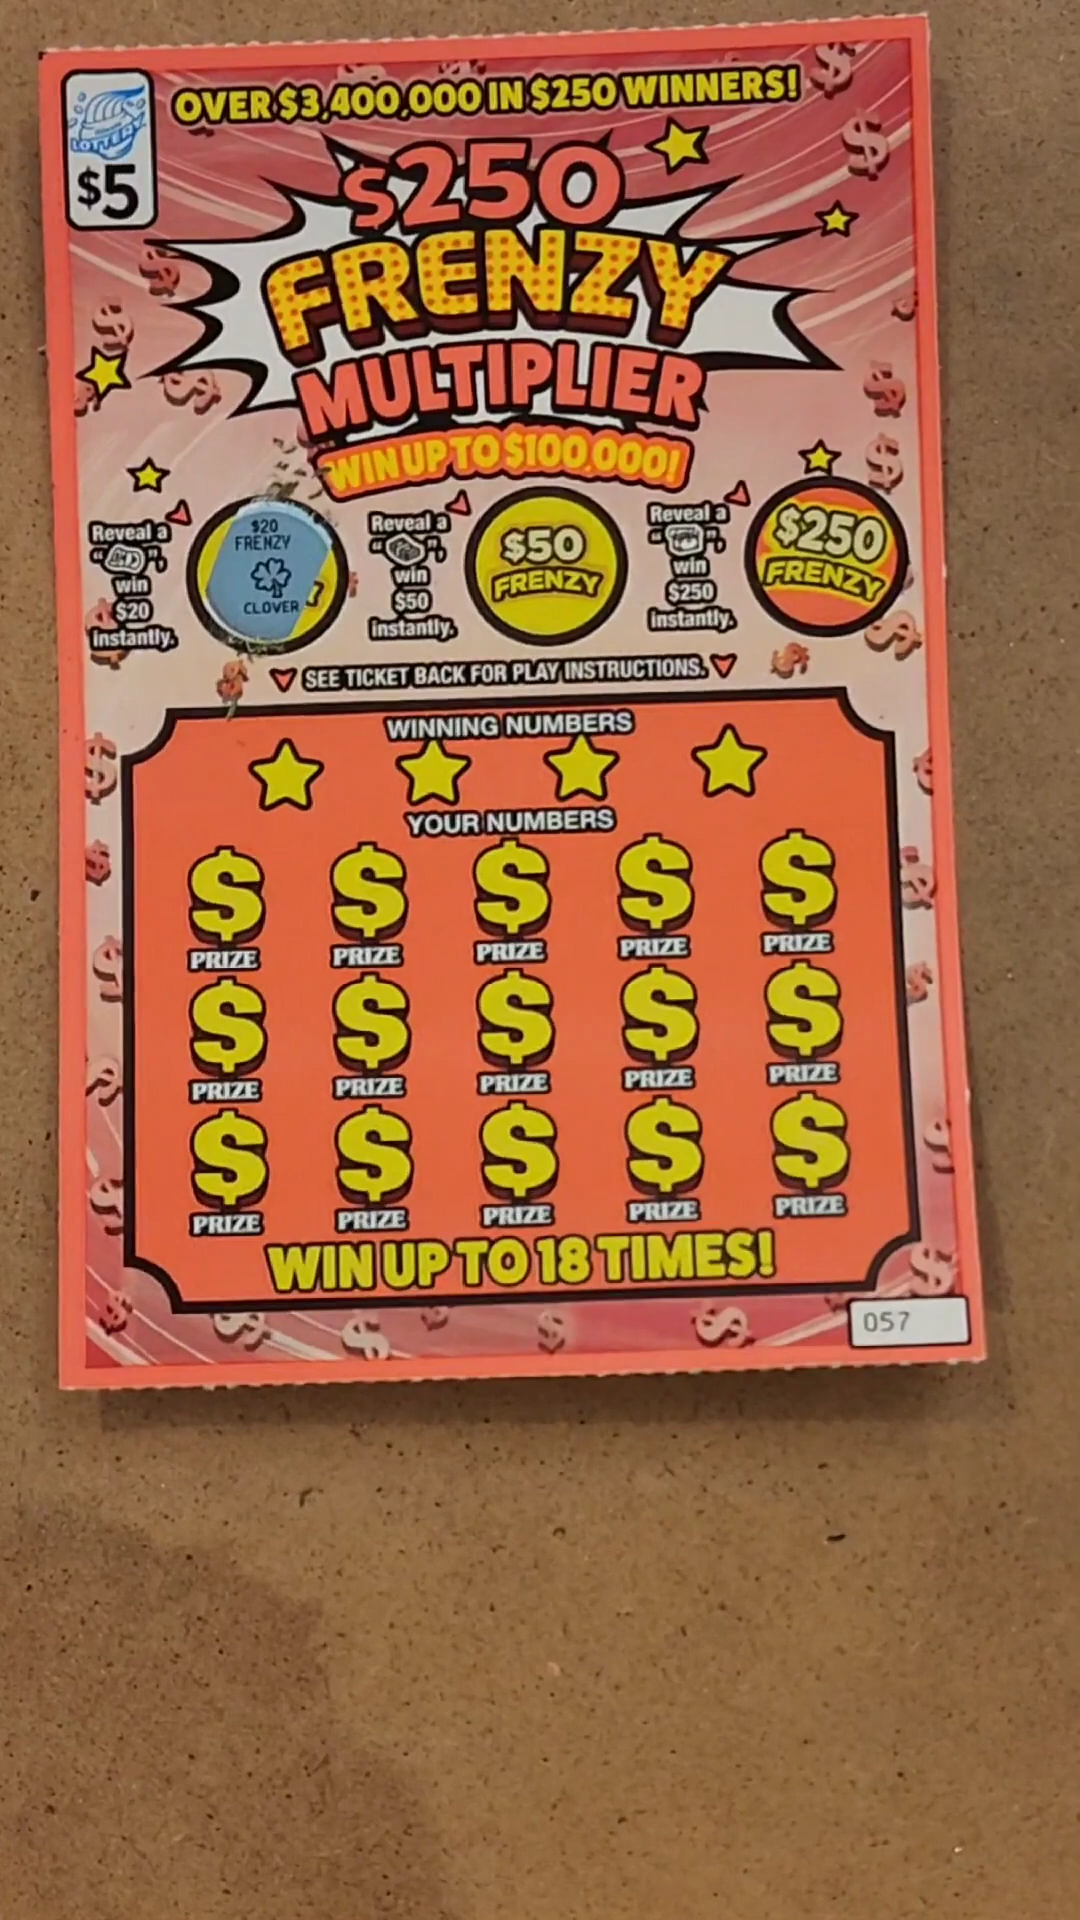 OVER $3,400,000 IN $250 WINNERS!
LOTTERY
$5
$250
FRENZY
MULTIPLIER
WIN UP TO $100,000!
Reveal a
" ",
win
$20
instantly.
$20
FRENZY
CLOVER
Reveal a
" ",
win
$50
instantly.
$50
FRENZY
Reveal a
" ",
win
$250
instantly.
$250
FRENZY
SEE TICKET BACK FOR PLAY INSTRUCTIONS.
WINNING NUMBERS
YOUR NUMBERS
$ $ $ $ $
PRIZE PRIZE PRIZE PRIZE PRIZE
$ $ $ $ $
PRIZE PRIZE PRIZE PRIZE PRIZE
$ $ $ $ $
PRIZE PRIZE PRIZE PRIZE PRIZE
WIN UP TO 18 TIMES!
057